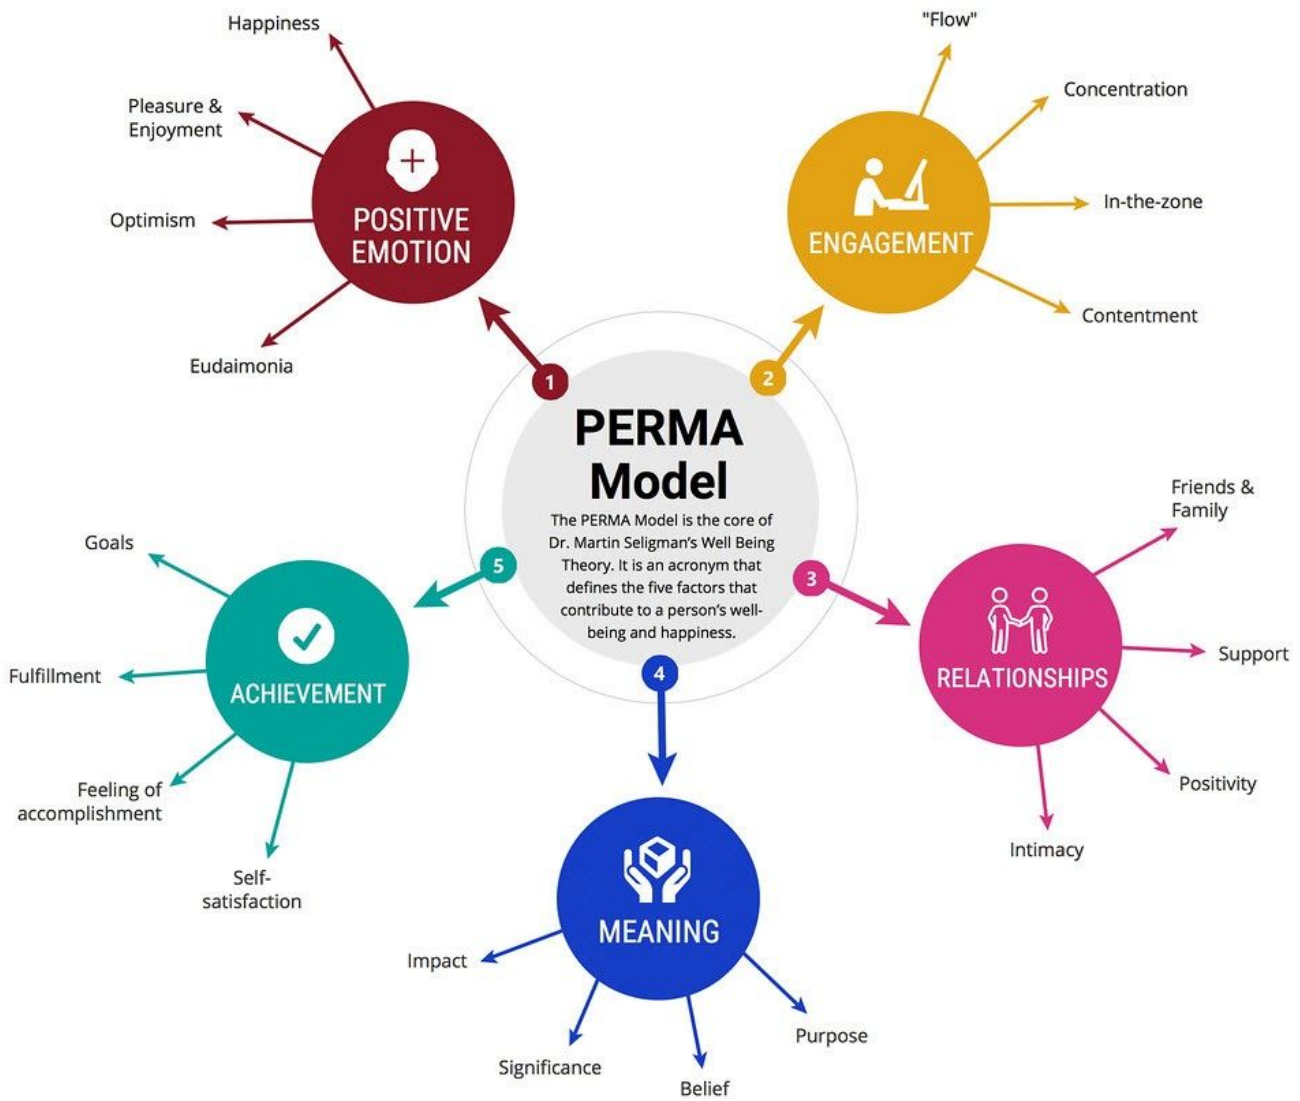 PERMA
Model
The PERMA Model is the core of
Dr. Martin Seligman's Well Being
Theory. It is an acronym that
defines the five factors that
contribute to a person's well-
being and happiness.
1
POSITIVE
EMOTION
Happiness
Pleasure &
Enjoyment
Optimism
Eudaimonia
2
ENGAGEMENT
"Flow"
Concentration
In-the-zone
Contentment
3
RELATIONSHIPS
Friends &
Family
Support
Positivity
Intimacy
4
MEANING
Purpose
Belief
Significance
Impact
5
ACHIEVEMENT
Goals
Fulfillment
Feeling of
accomplishment
Self-
satisfaction